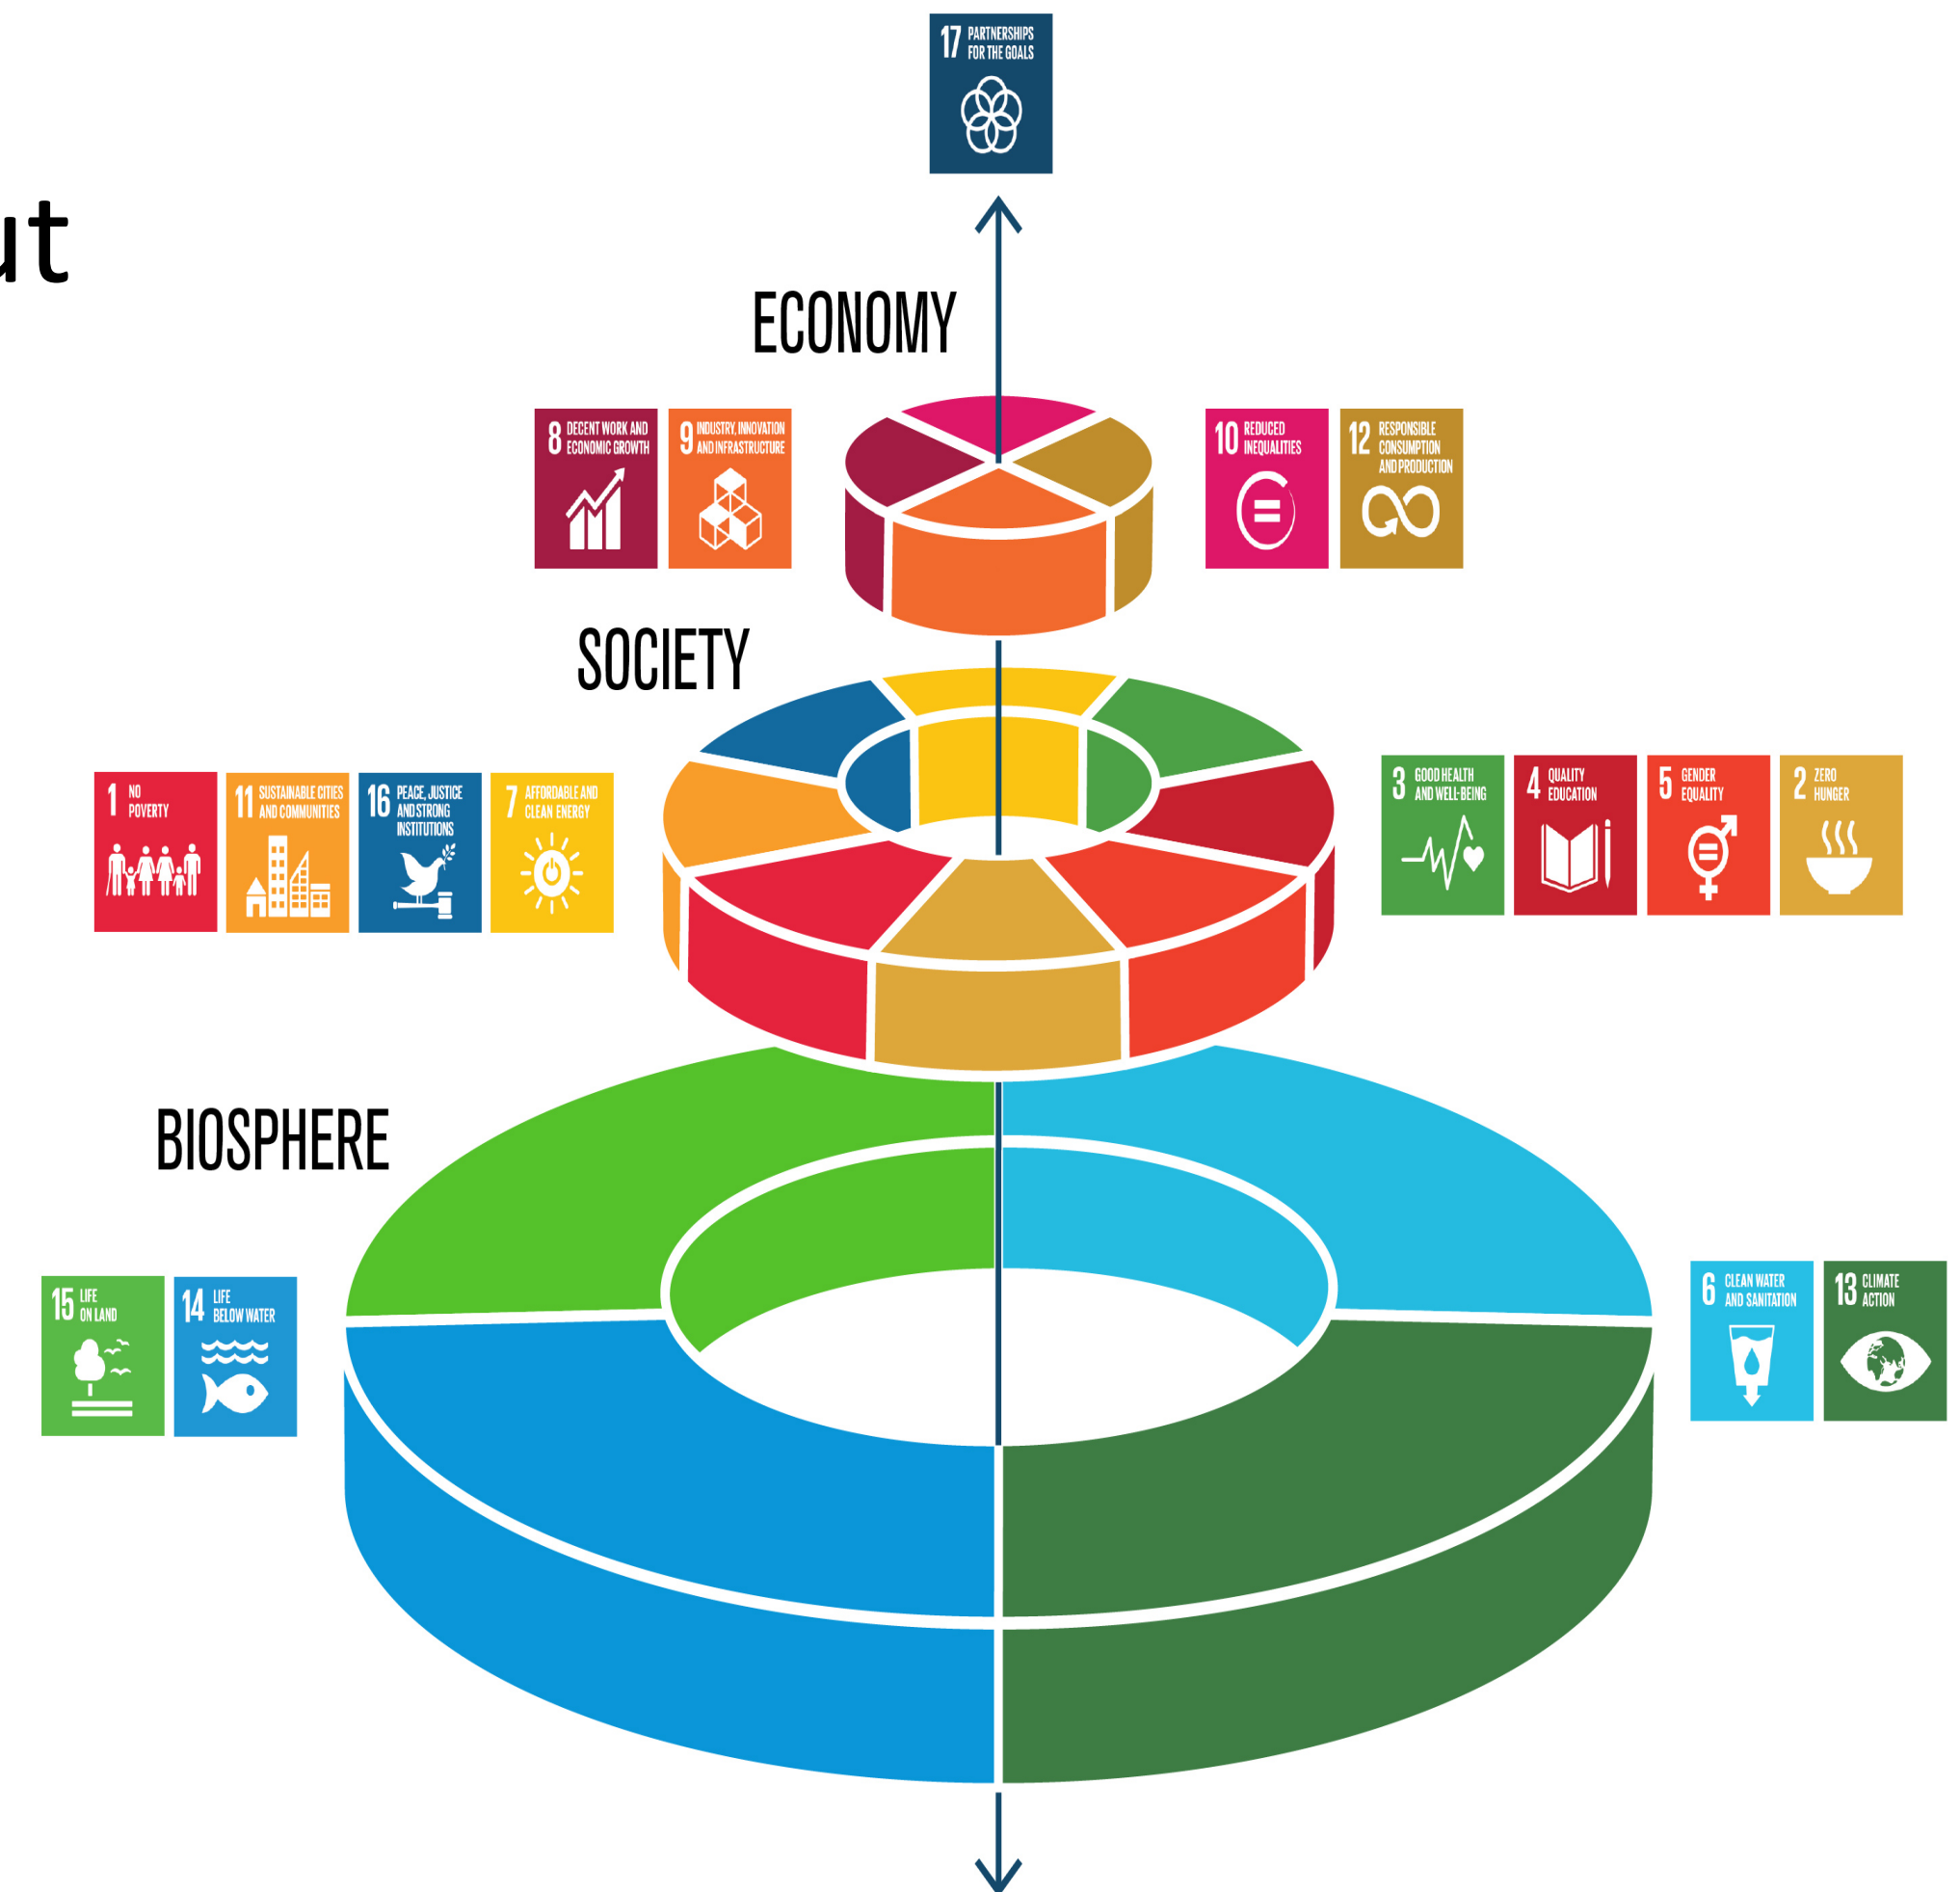 17 PARTNERSHIPS
FOR THE GOALS
ut
ECONOMY
8 DECENT WORK AND
ECONOMIC GROWTH
9 INDUSTRY, INNOVATION
AND INFRASTRUCTURE
10 REDUCED
INEQUALITIES
12 RESPONSIBLE
CONSUMPTION
AND PRODUCTION
SOCIETY
1 NO
POVERTY
11 SUSTAINABLE CITIES
AND COMMUNITIES
16 PEACE, JUSTICE
AND STRONG
INSTITUTIONS
7 AFFORDABLE AND
CLEAN ENERGY
3 GOOD HEALTH
AND WELL-BEING
4 QUALITY
EDUCATION
5 GENDER
EQUALITY
2 ZERO
HUNGER
BIOSPHERE
15 LIFE
ON LAND
14 LIFE
BELOW WATER
6 CLEAN WATER
AND SANITATION
13 CLIMATE
ACTION